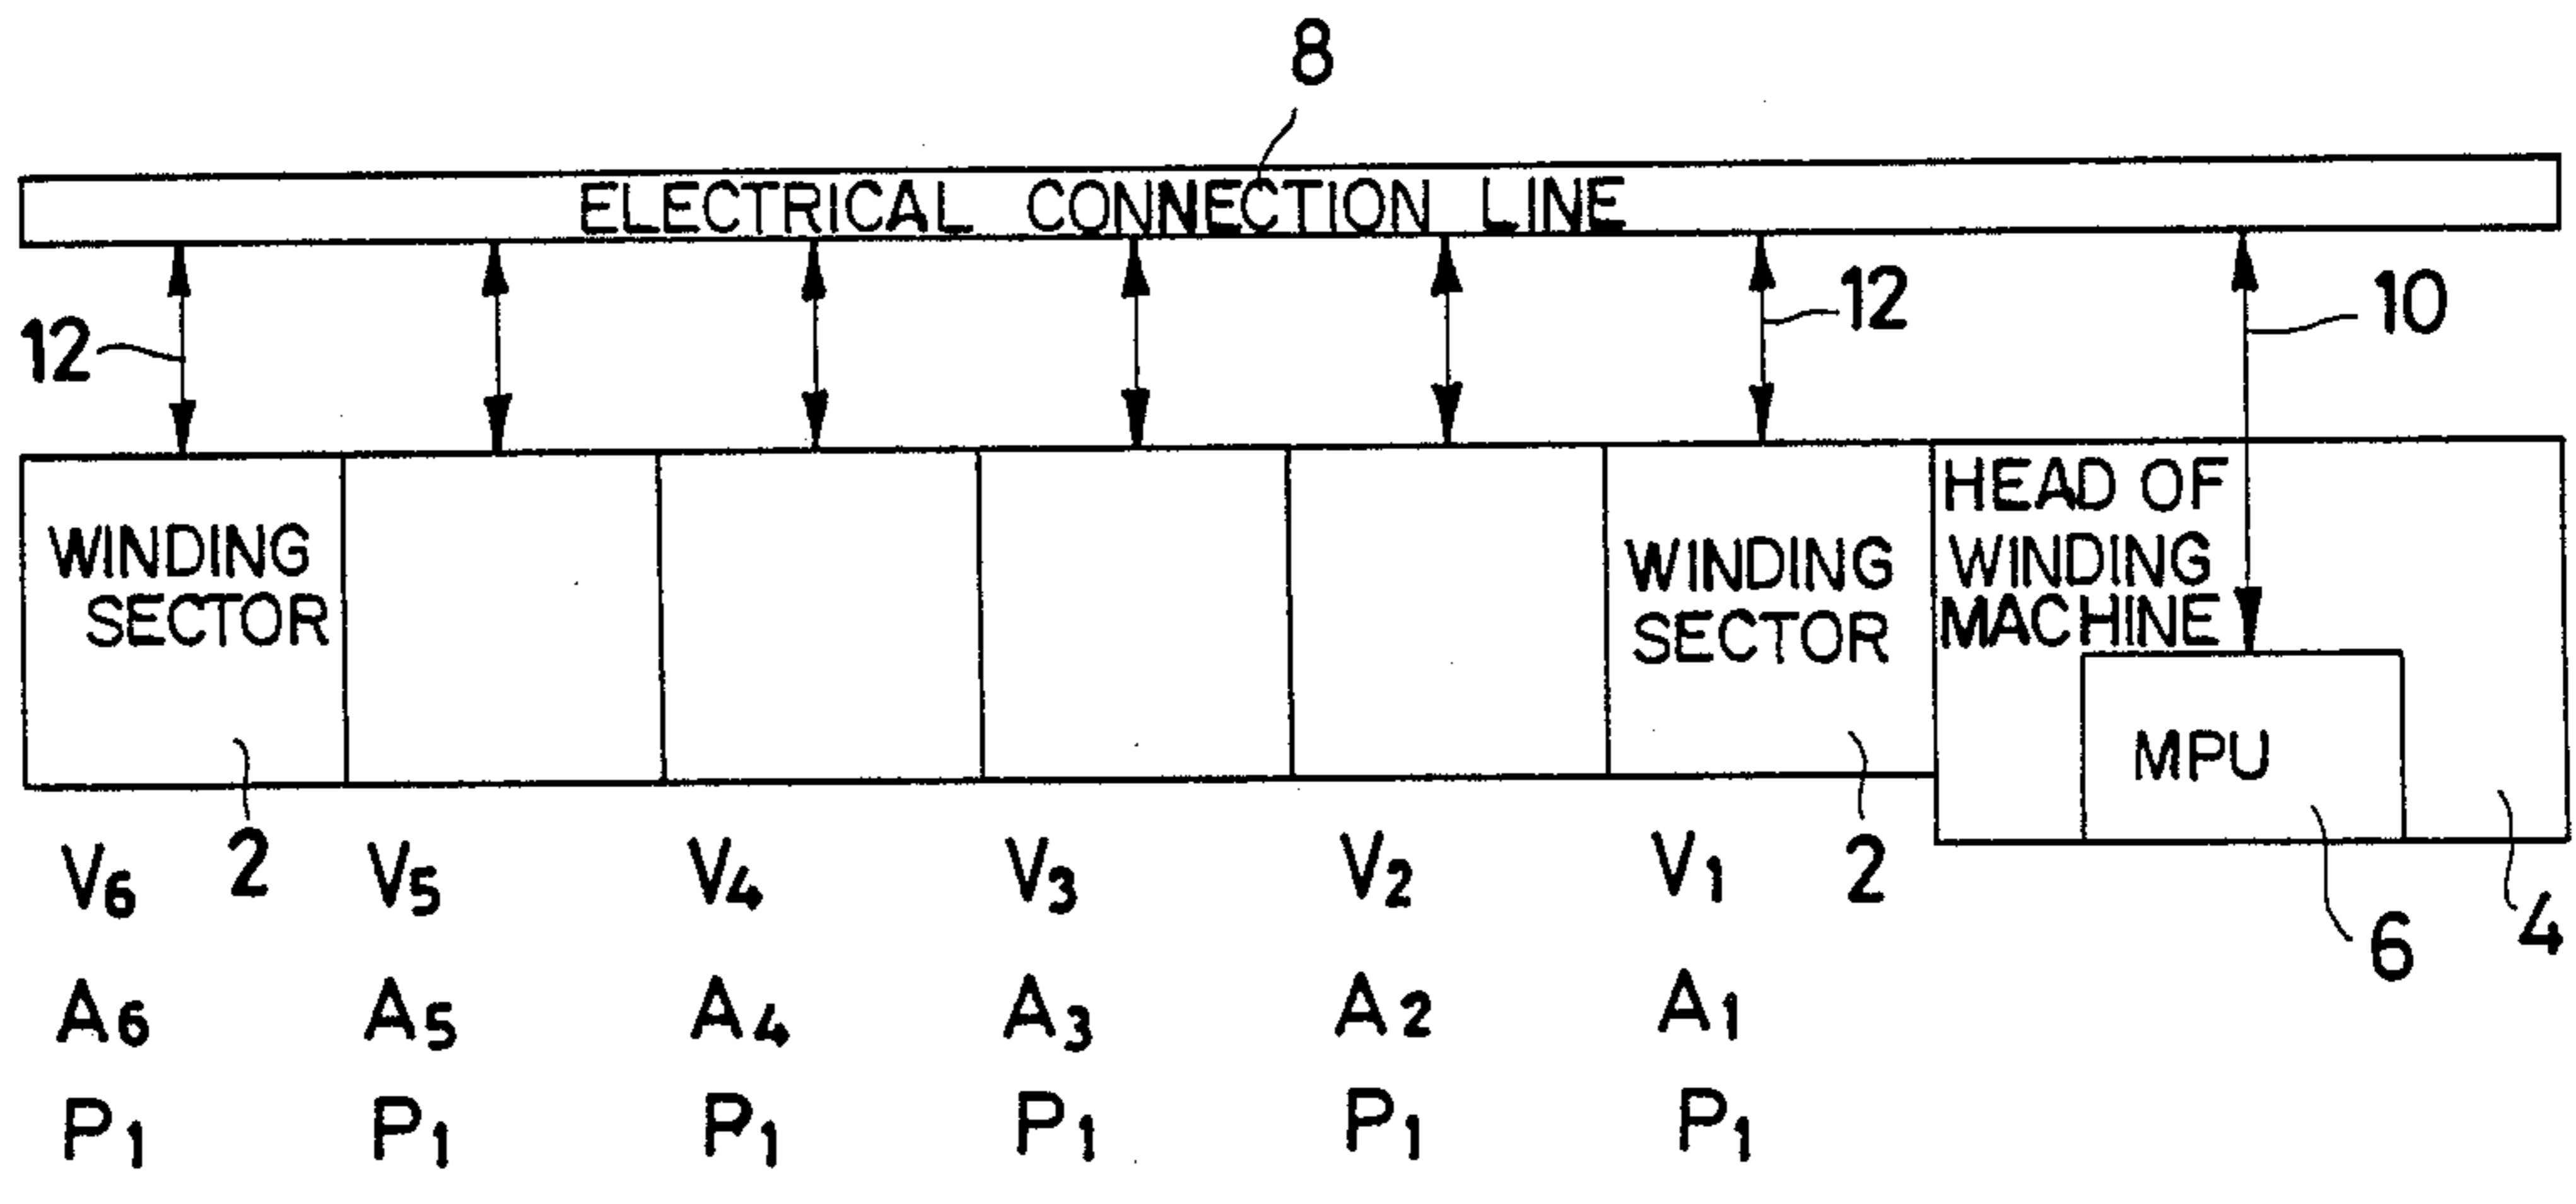 8
ELECTRICAL CONNECTION LINE
12
12
10
WINDING
SECTOR
WINDING
SECTOR
HEAD OF
WINDING
MACHINE
MPU
2
2
6
4
V6 V5 V4 V3 V2 V1
A6 A5 A4 A3 A2 A1
P1 P1 P1 P1 P1 P1